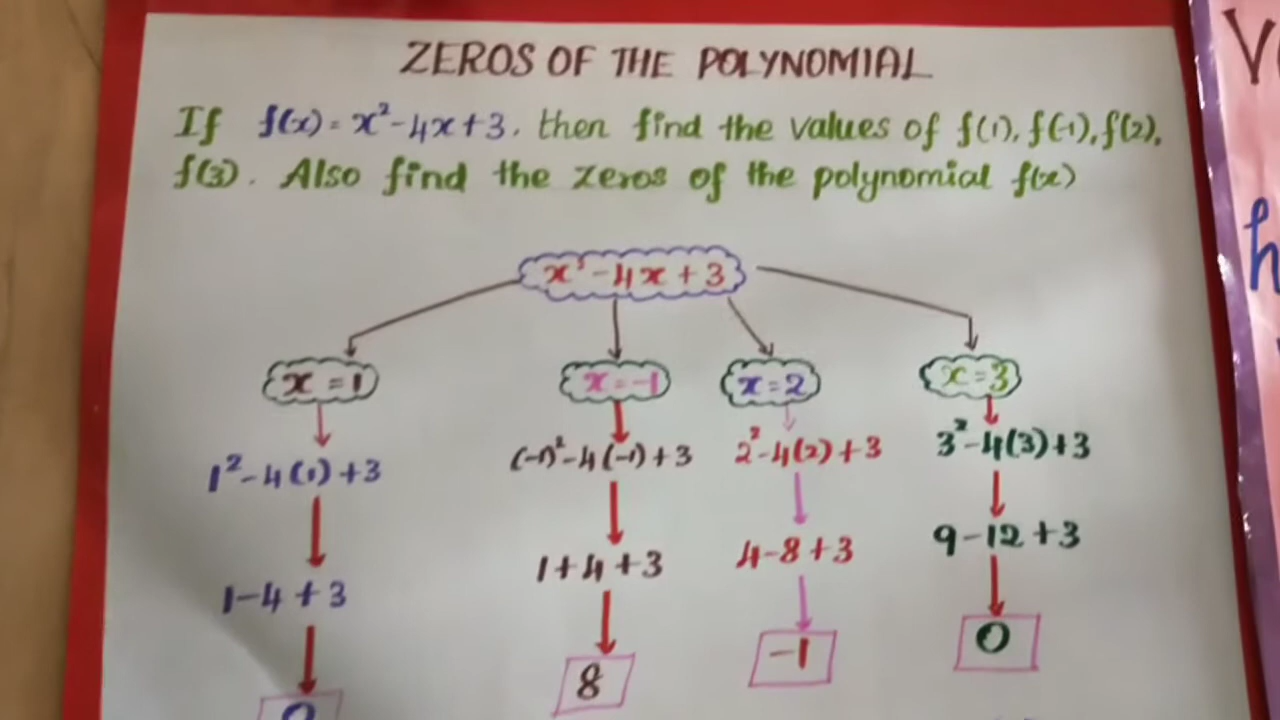 ZEROS OF THE POLYNOMIAL
If f(x) = x² - 4x + 3, then find the values of f(1), f(-1), f(2),
f(3). Also find the zeros of the polynomial f(x)
x² - 4x + 3
x = 1 x = -1 x = 2 x = 3
1² - 4(1) + 3 (-1)² - 4(-1) + 3 2² - 4(2) + 3 3² - 4(3) + 3
1 - 4 + 3 1 + 4 + 3 4 - 8 + 3 9 - 12 + 3
8 -1 0
h